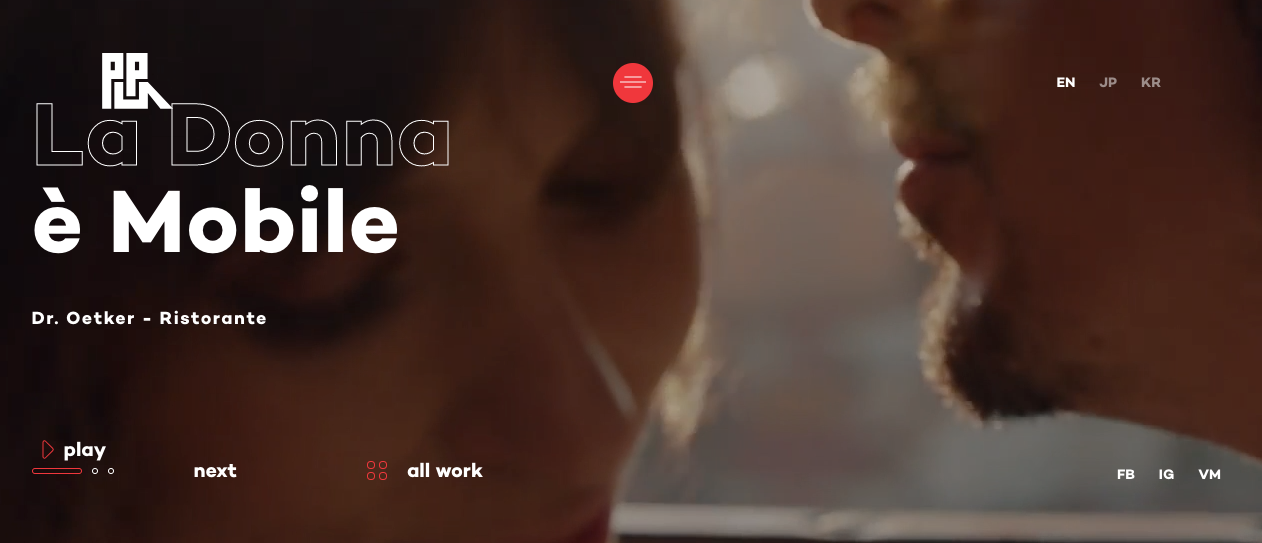 EN JP KR
La Donna
è Mobile
Dr. Oetker - Ristorante
play
next
all work
FB IG VM